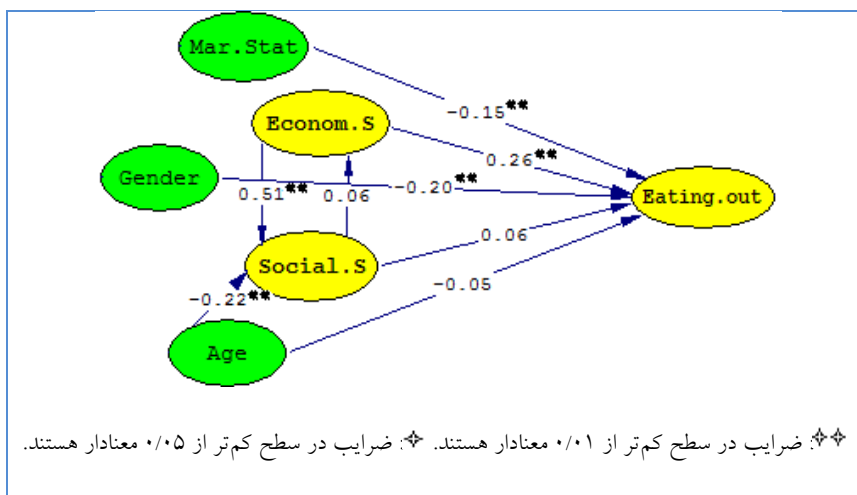 Mar.Stat
-0.15**
Econom.S
0.26**
Gender
0.51**
0.06
-0.20**
Eating.out
Social.S
0.06
-0.22**
-0.05
Age
✧✧: ضرایب در سطح کم‌تر از ۰/۰۱ معنادار هستند. ✧: ضرایب در سطح کم‌تر از ۰/۰۵ معنادار هستند.